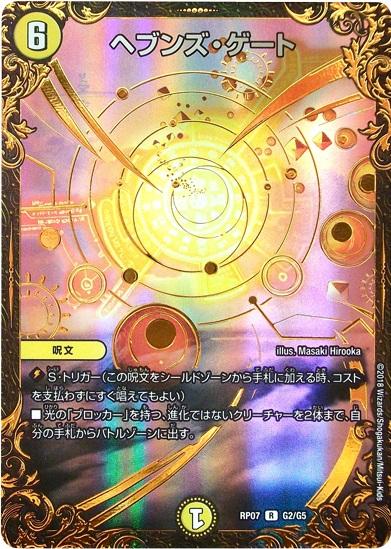 6
ヘブンズ・ゲート
呪文
illus. Masaki Hirooka
S・トリガー(この呪文をシールドゾーンから手札に加える時、コスト
を支払わずにすぐ唱えてもよい)
■光の「ブロッカー」を持つ、進化ではないクリーチャーを2体まで、自
分の手札からバトルゾーンに出す。
©2018 Wizards/Shogakukan/Mitsui-Kids
1
RP07 R G2/G5